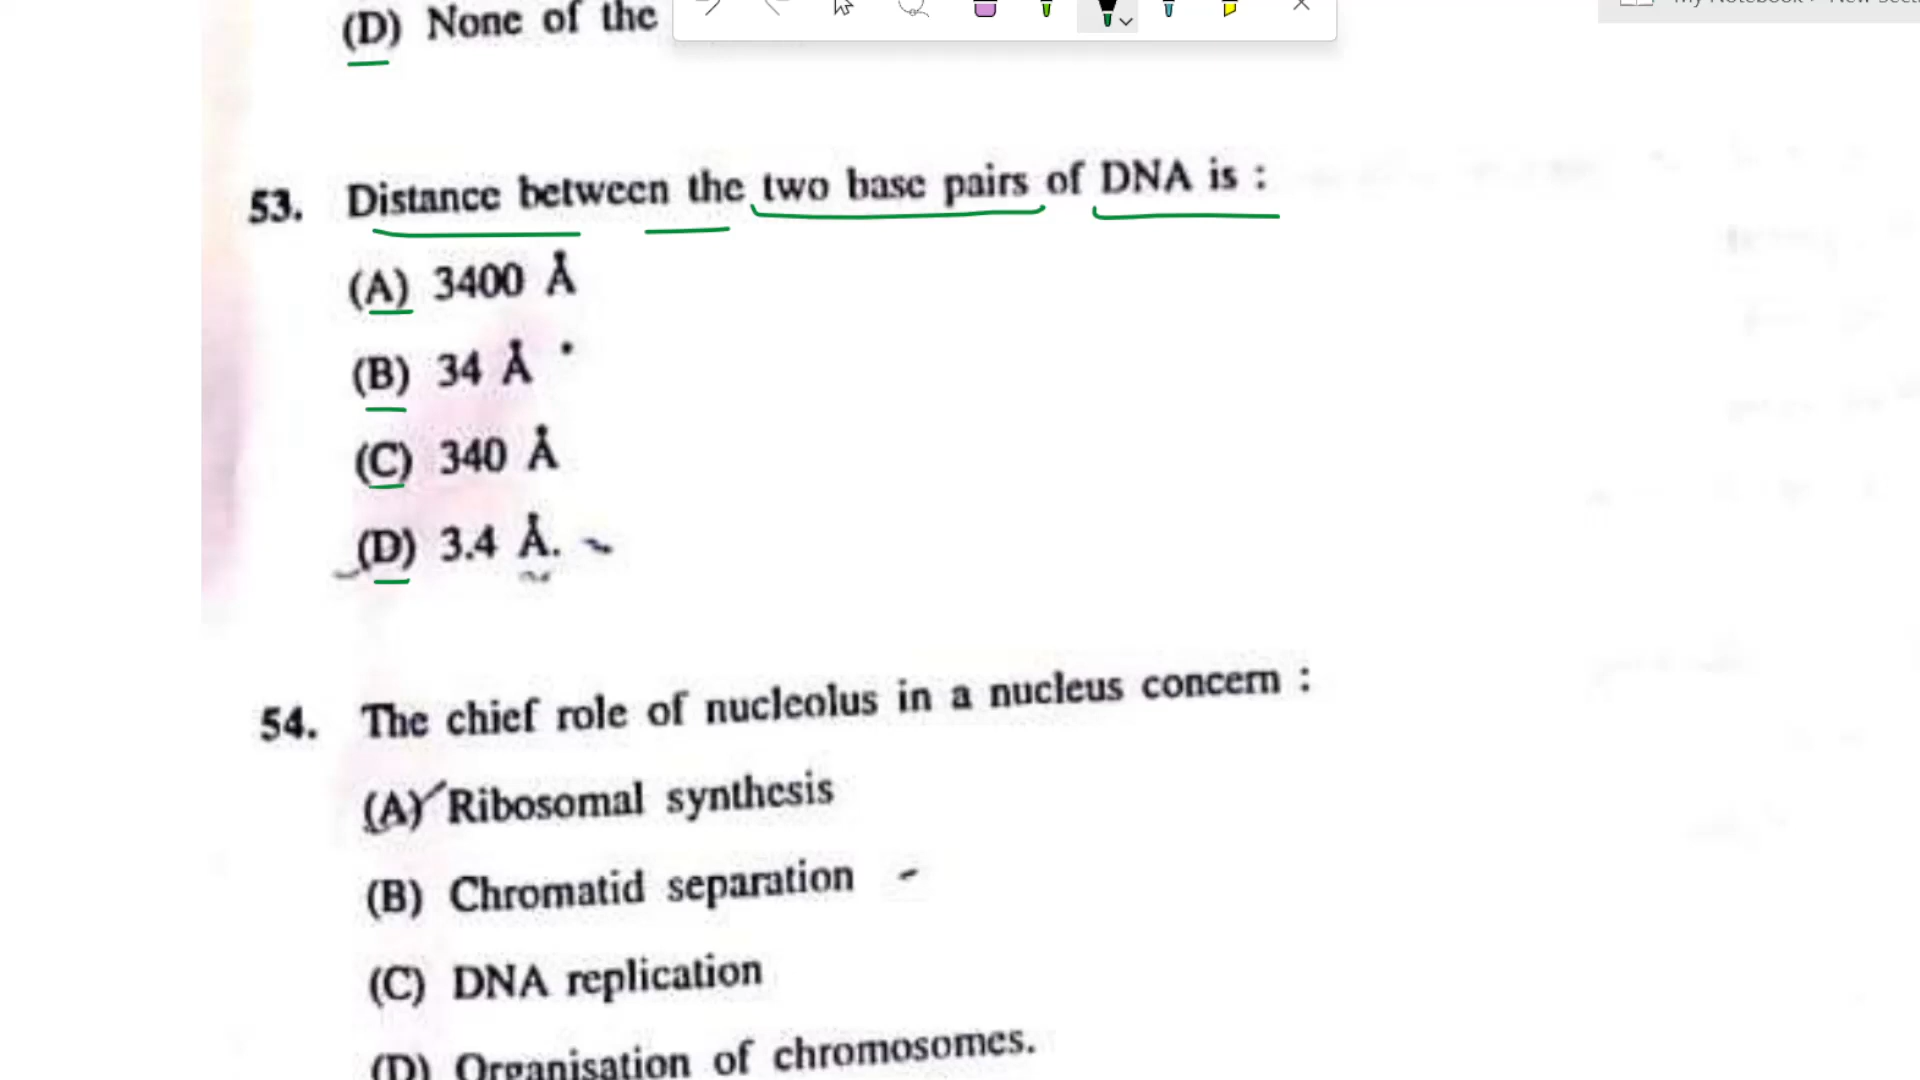 (D) None of the
53. Distance between the two base pairs of DNA is :
(A) 3400 Å
(B) 34 Å
(C) 340 Å
(D) 3.4 Å.
54. The chief role of nucleolus in a nucleus concern :
(A) Ribosomal synthesis
(B) Chromatid separation
(C) DNA replication
(D) Organisation of chromosomes.